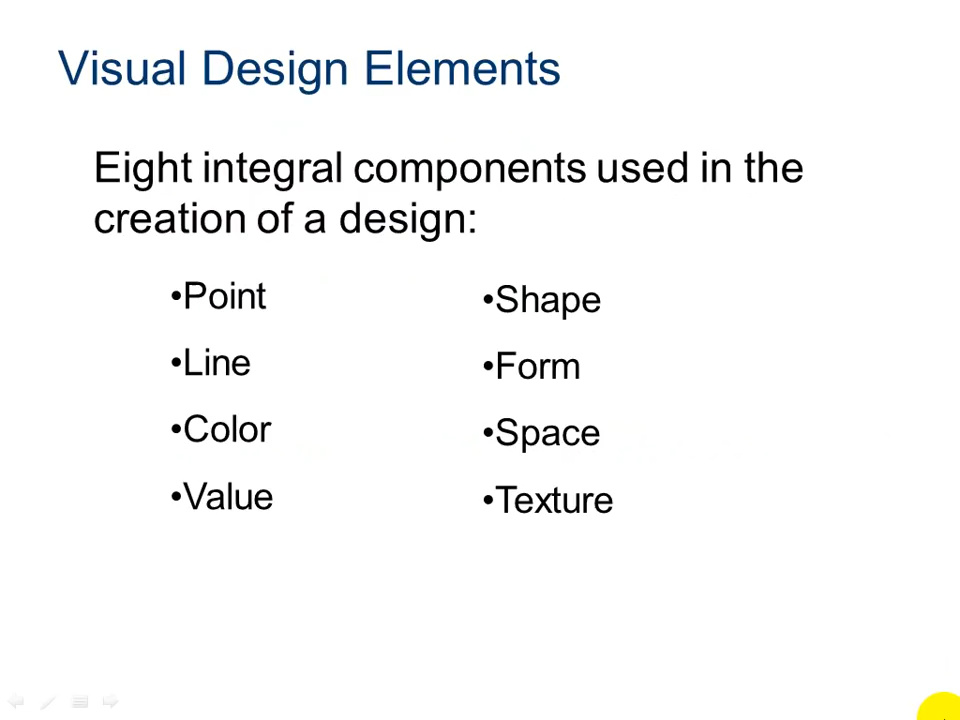 Visual Design Elements
Eight integral components used in the
creation of a design:
•Point
•Line
•Color
•Value
•Shape
•Form
•Space
•Texture